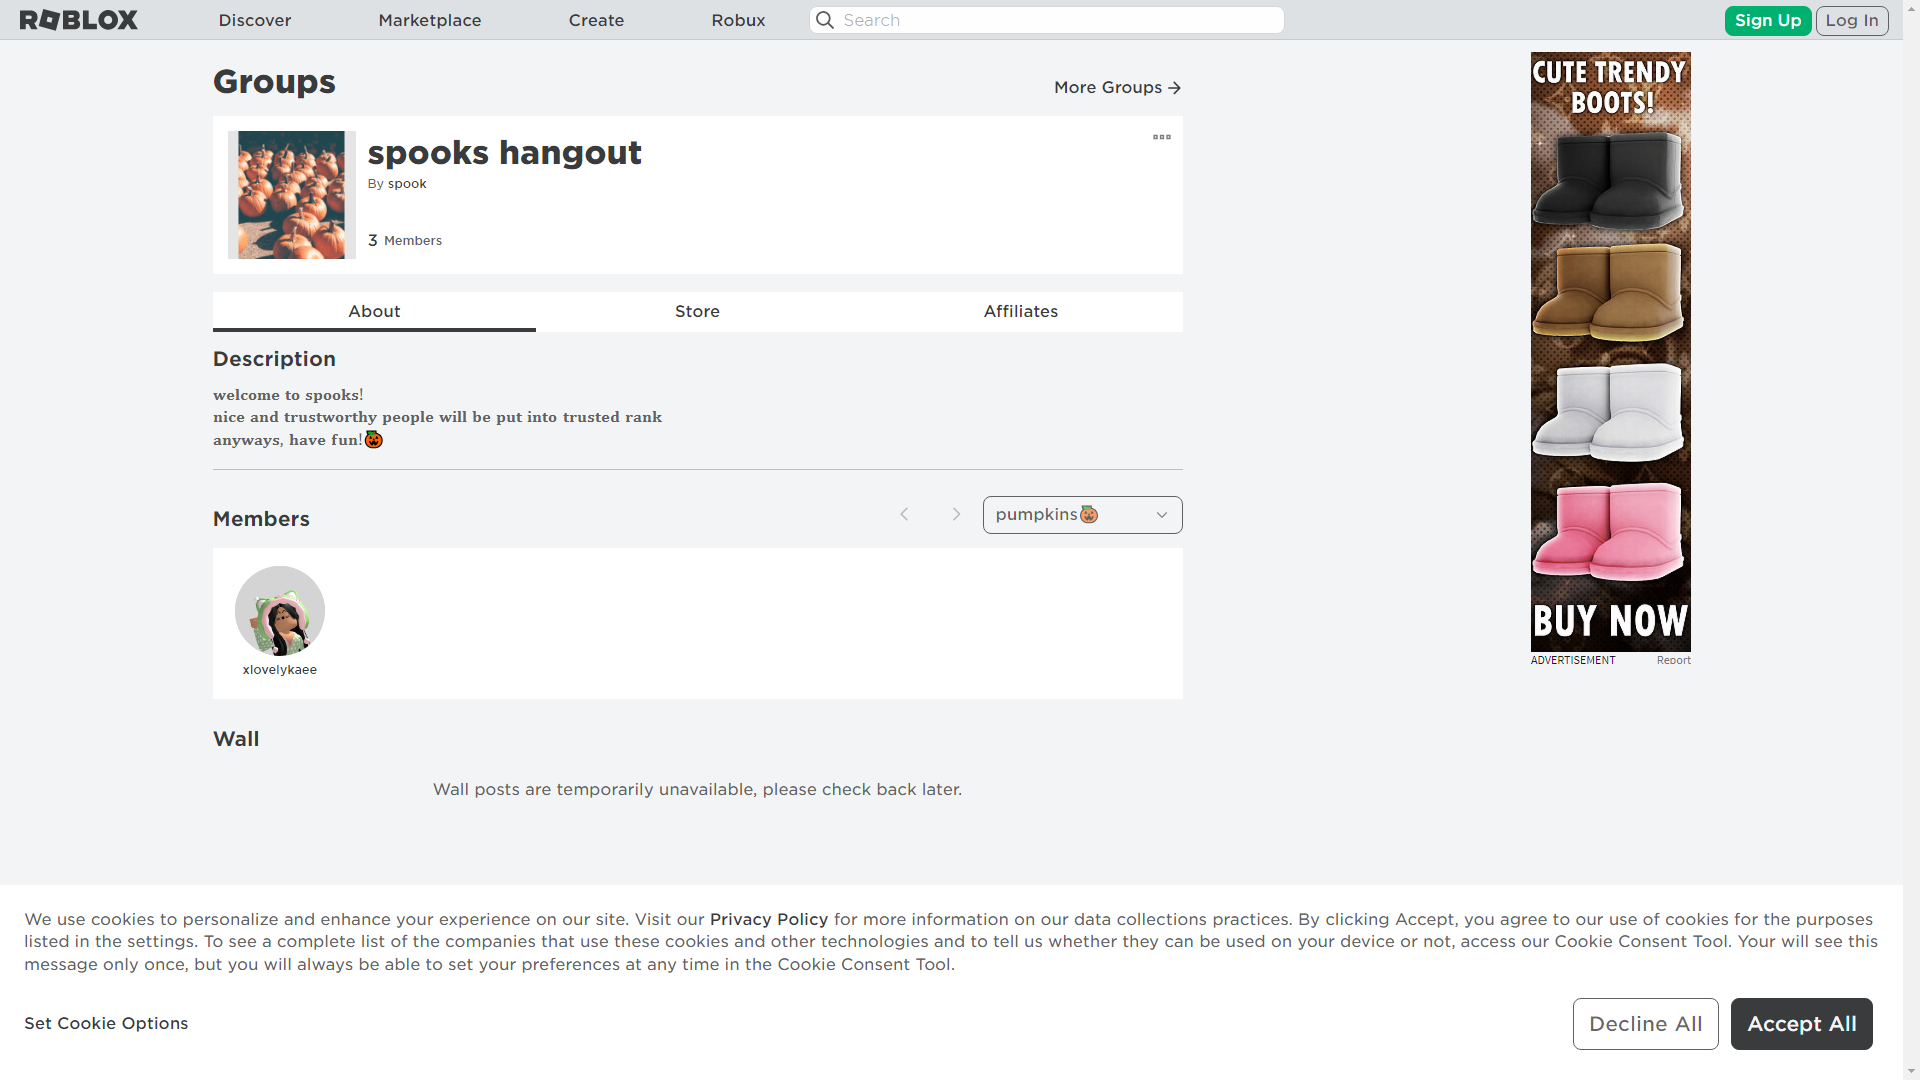 ROBLOX
Discover
Marketplace
Create
Robux
Search
Sign Up
Log In
Groups
More Groups
spooks hangout
By spook
3 Members
About
Store
Affiliates
Description
welcome to spooks!
nice and trustworthy people will be put into trusted rank
anyways, have fun!🎃
Members
pumpkins🎃
xlovelykaee
Wall
Wall posts are temporarily unavailable, please check back later.
CUTE TRENDY
BOOTS!
BUY NOW
ADVERTISEMENT
Report
We use cookies to personalize and enhance your experience on our site. Visit our Privacy Policy for more information on our data collections practices. By clicking Accept, you agree to our use of cookies for the purposes
listed in the settings. To see a complete list of the companies that use these cookies and other technologies and to tell us whether they can be used on your device or not, access our Cookie Consent Tool. Your will see this
message only once, but you will always be able to set your preferences at any time in the Cookie Consent Tool.
Set Cookie Options
Decline All
Accept All